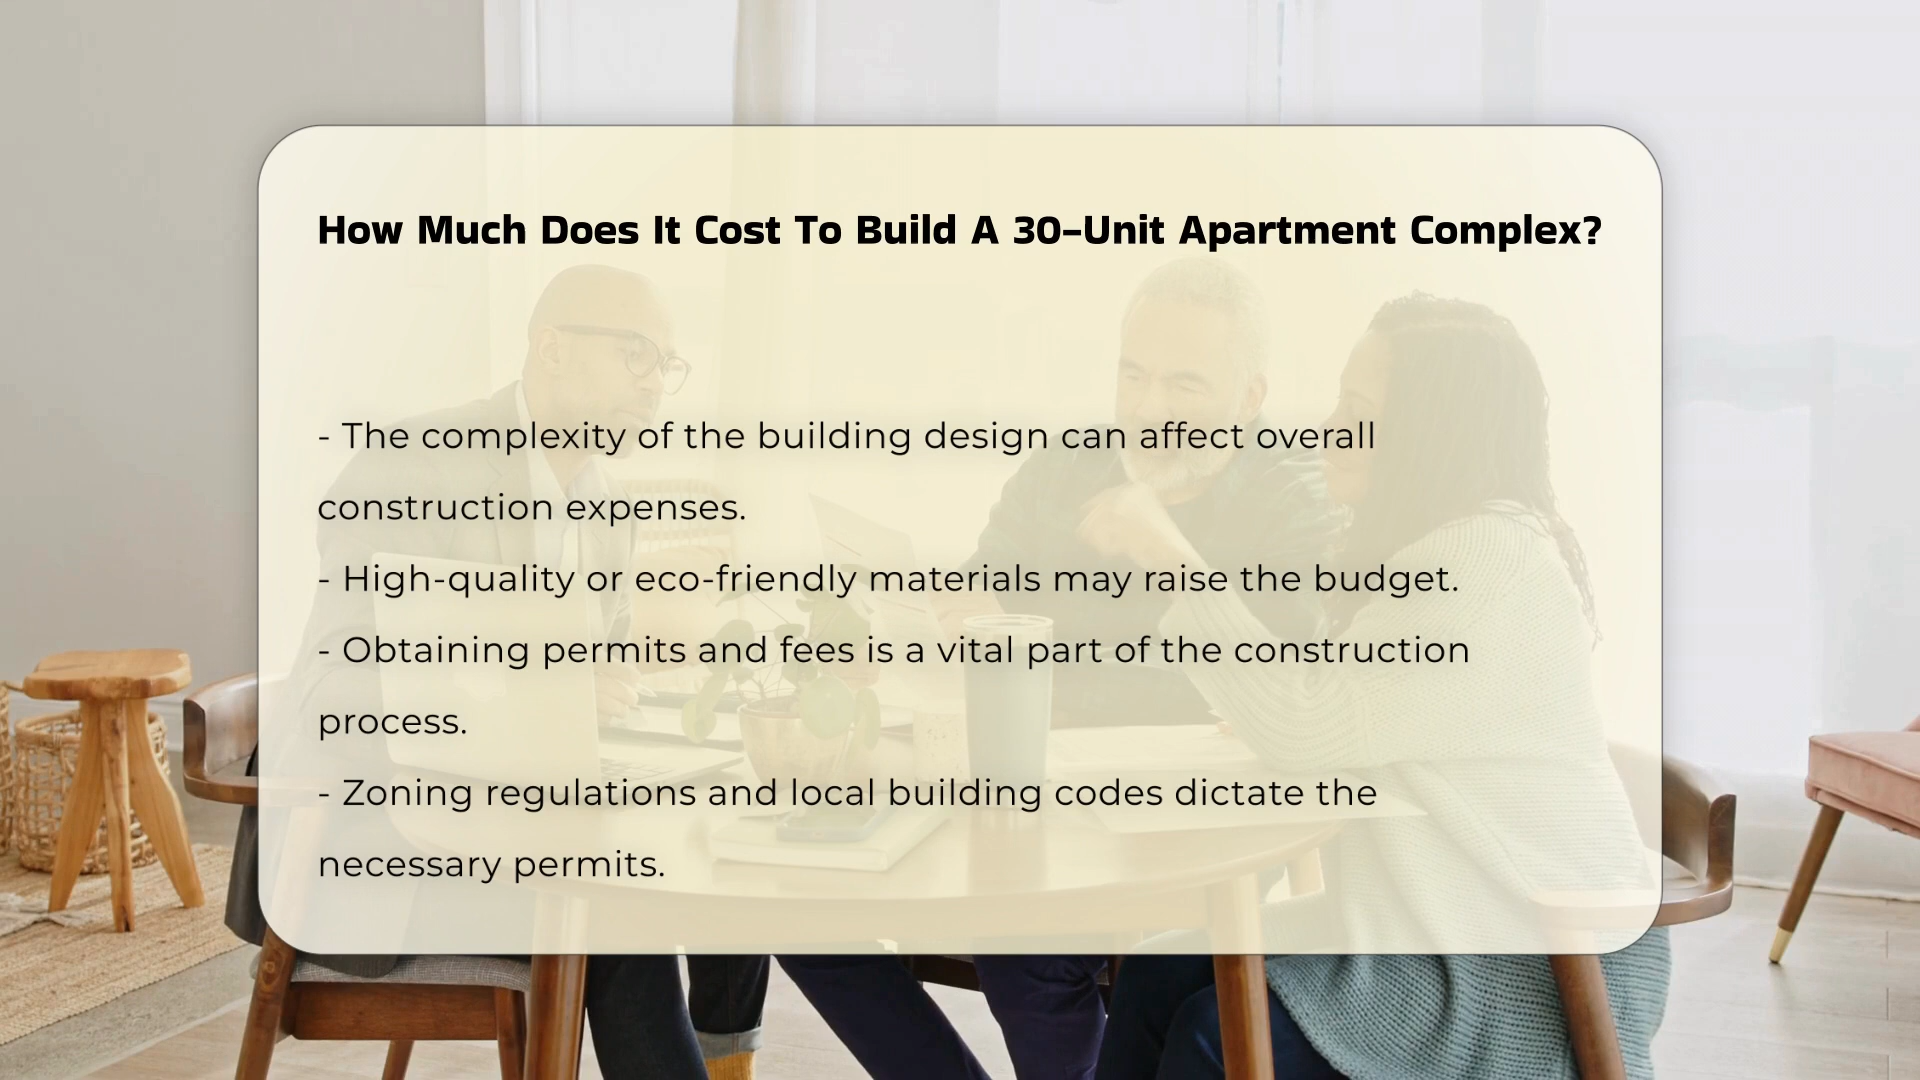 How Much Does It Cost To Build A 30-Unit Apartment Complex?
- The complexity of the building design can affect overall
construction expenses.
- High-quality or eco-friendly materials may raise the budget.
- Obtaining permits and fees is a vital part of the construction
process.
- Zoning regulations and local building codes dictate the
necessary permits.